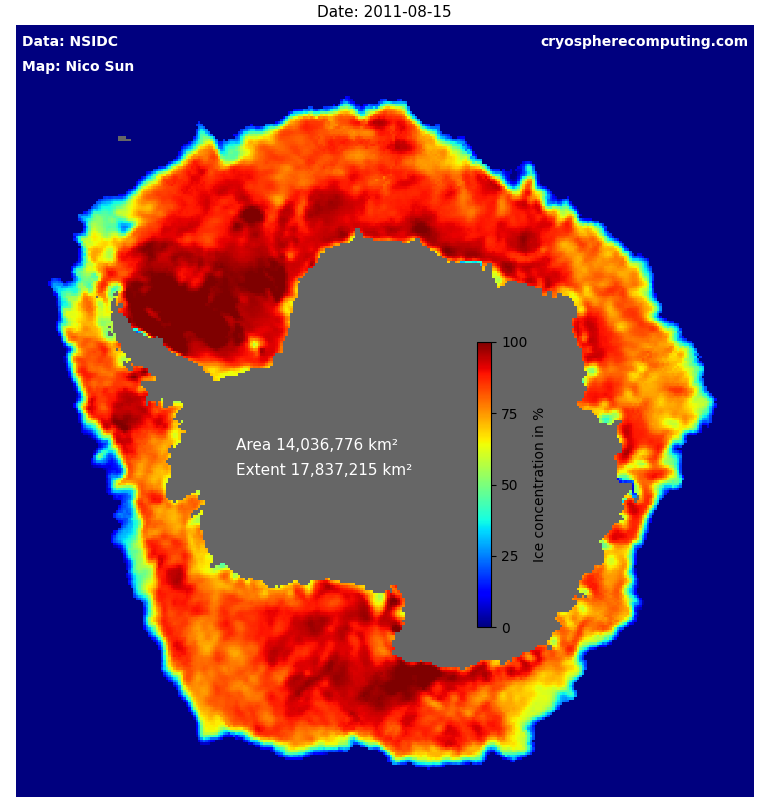 Date: 2011-08-15
Data: NSIDC
cryospherecomputing.com
Map: Nico Sun
100
75
50
25
0
Ice concentration in %
Area 14,036,776 km²
Extent 17,837,215 km²